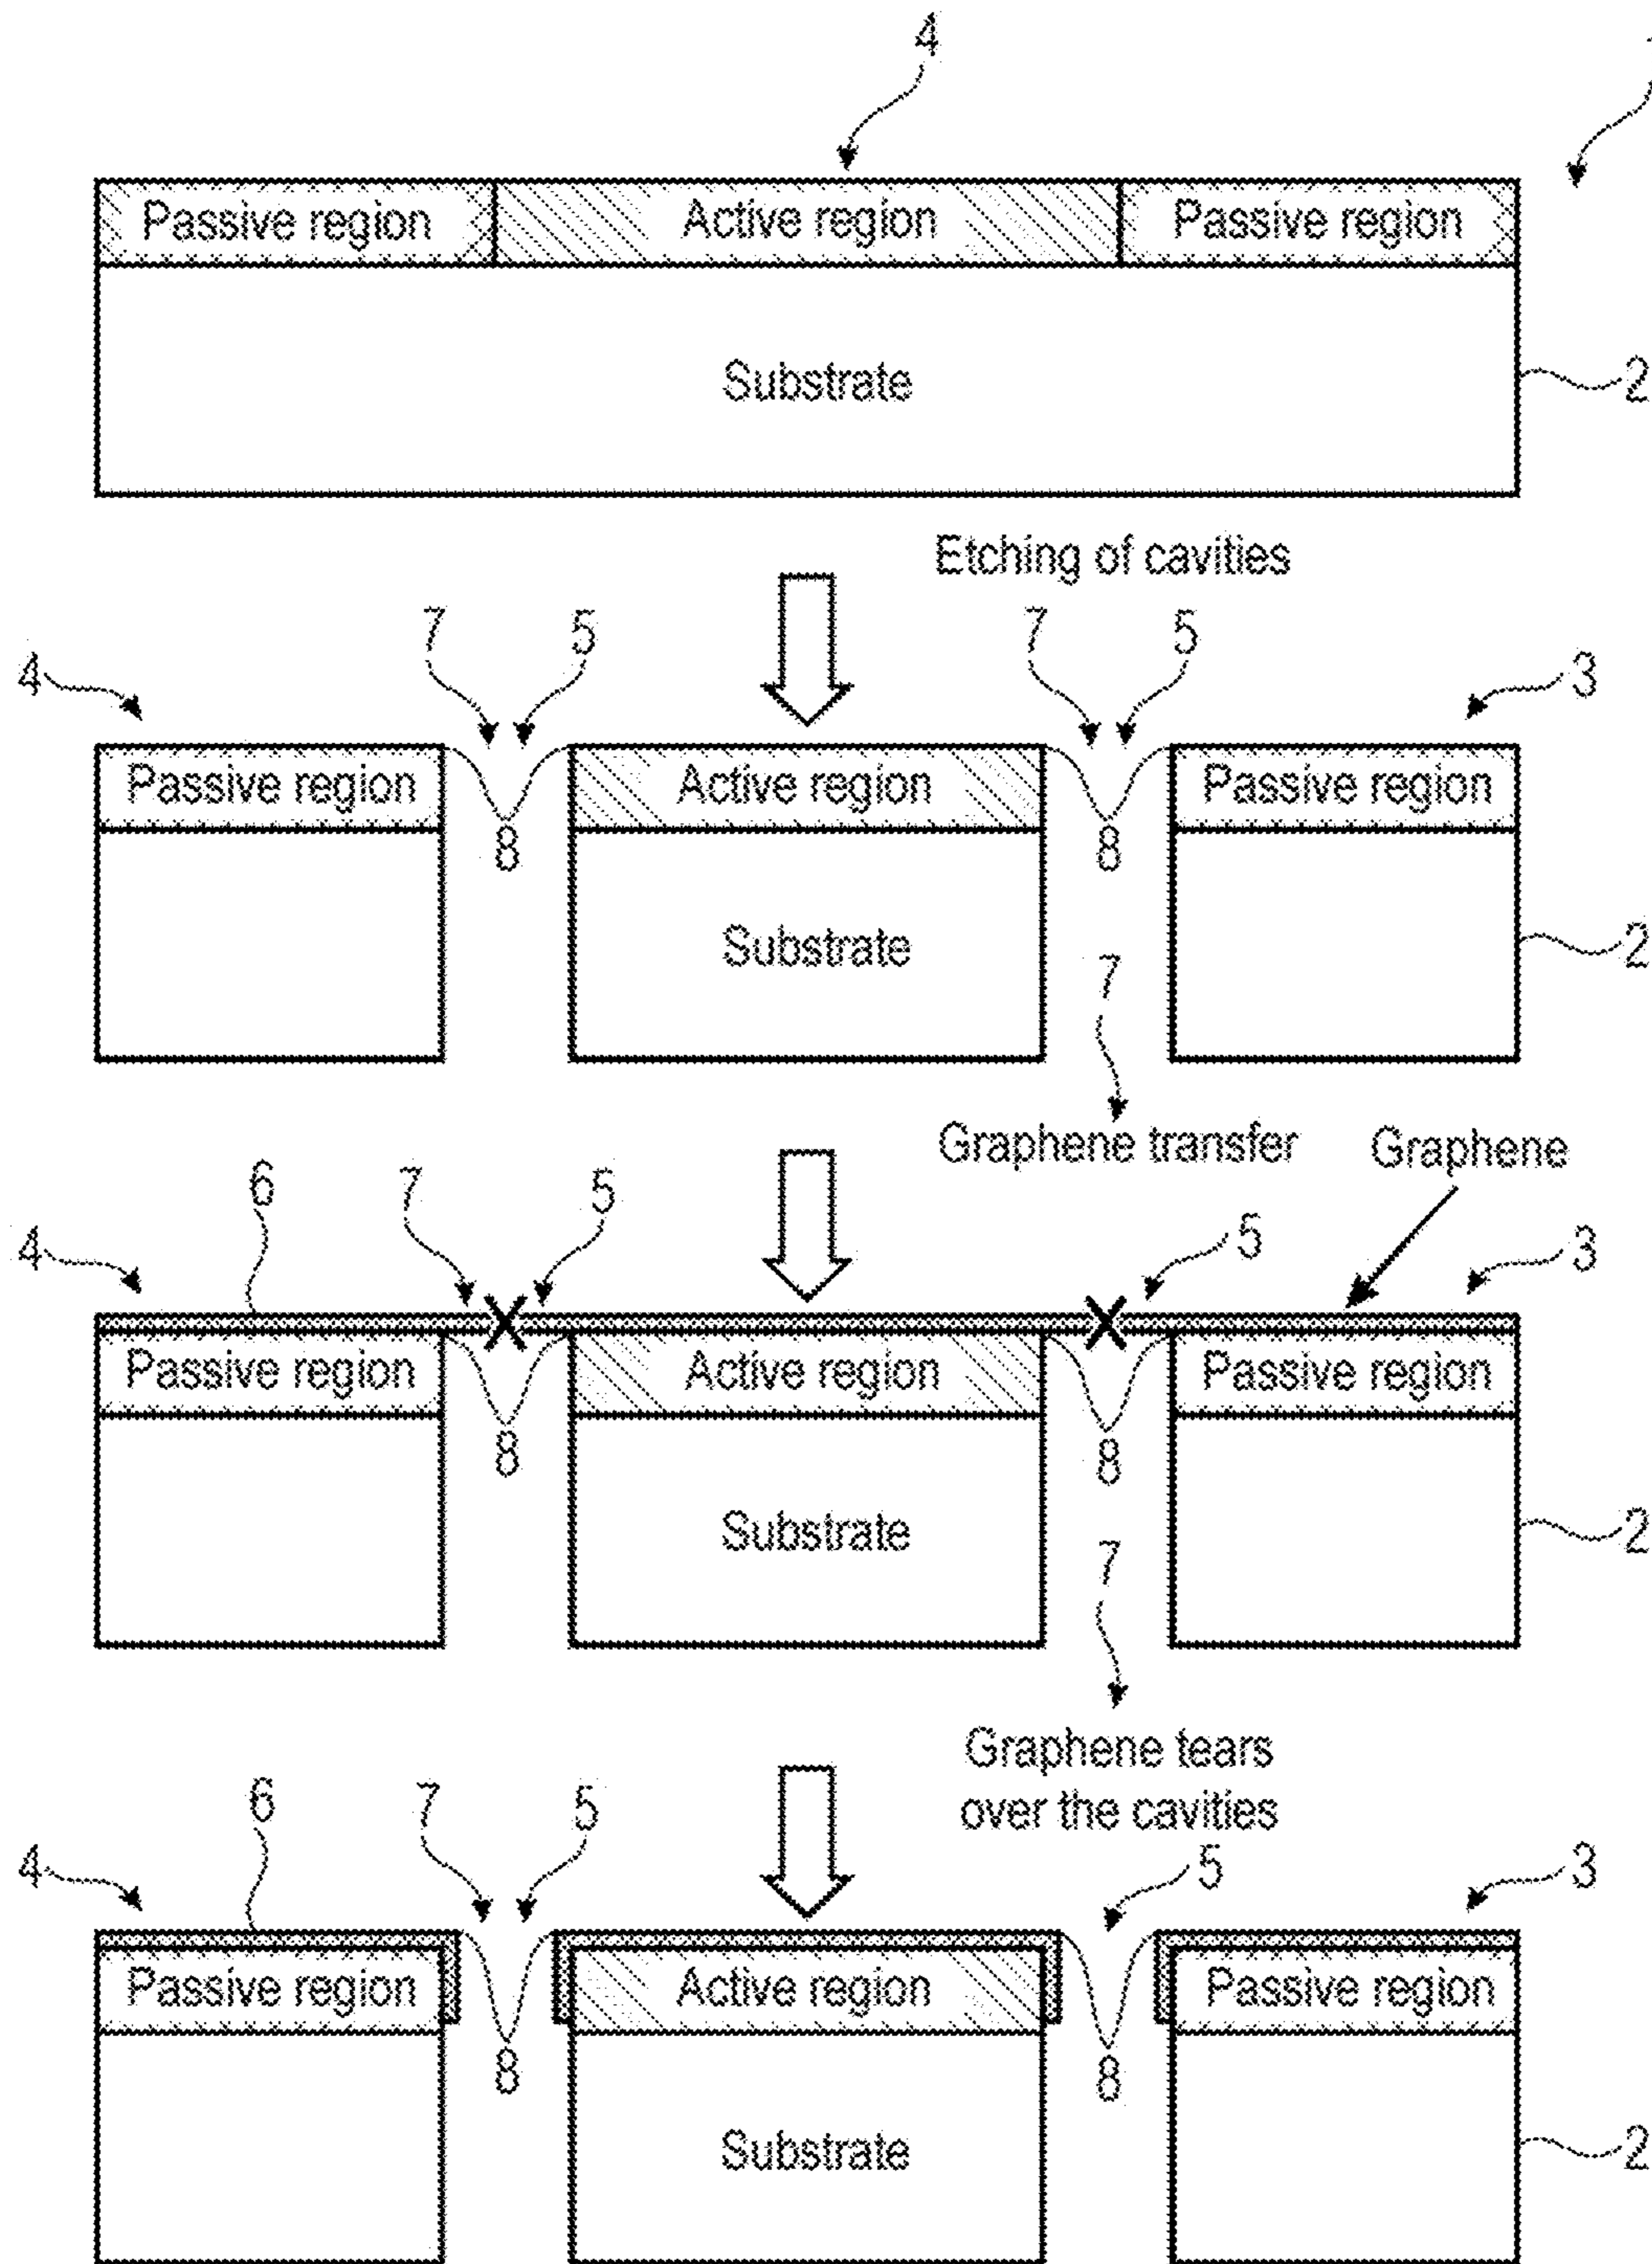 4
Passive region Active region Passive region
Substrate
2
Etching of cavities
7 5 7 5
4 3
Passive region Active region Passive region
8 8
Substrate
2
7
Graphene transfer Graphene
6 7 5 5
4 3
Passive region Active region Passive region
8 8
Substrate
2
7
Graphene tears
over the cavities
6 7 5 5
4 3
Passive region Active region Passive region
8 8
Substrate
2